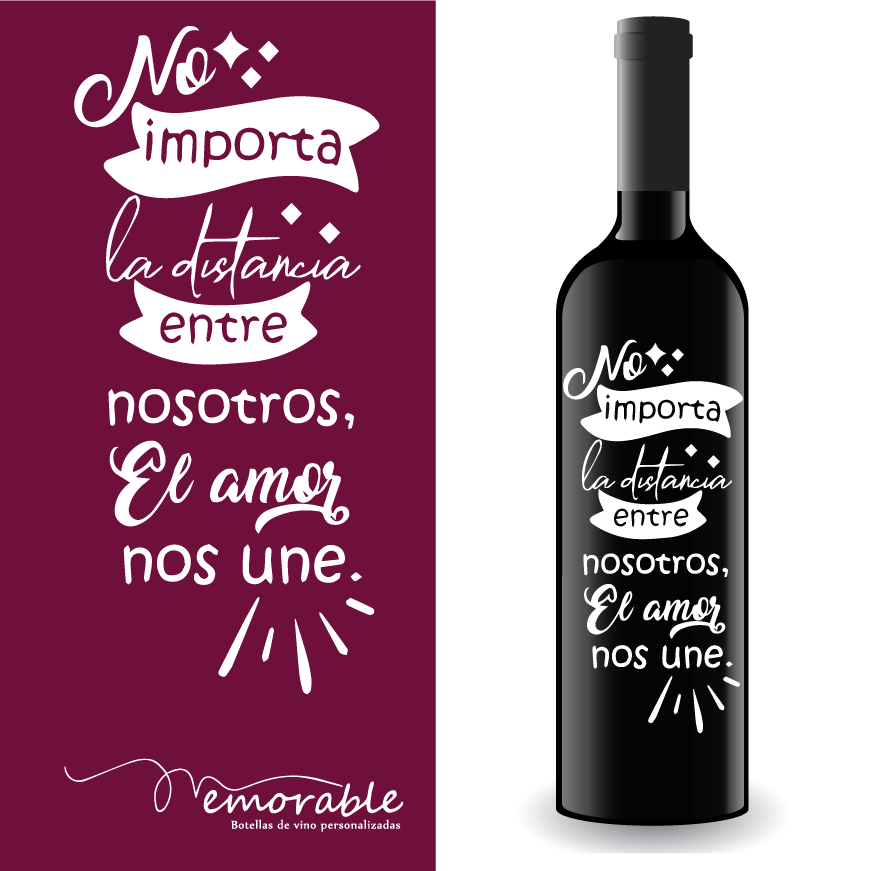 No
importa
la distancia
entre
nosotros,
El amor
nos une.
Memorable
Botellas de vino personalizadas
No
importa
la distancia
entre
nosotros,
El amor
nos une.